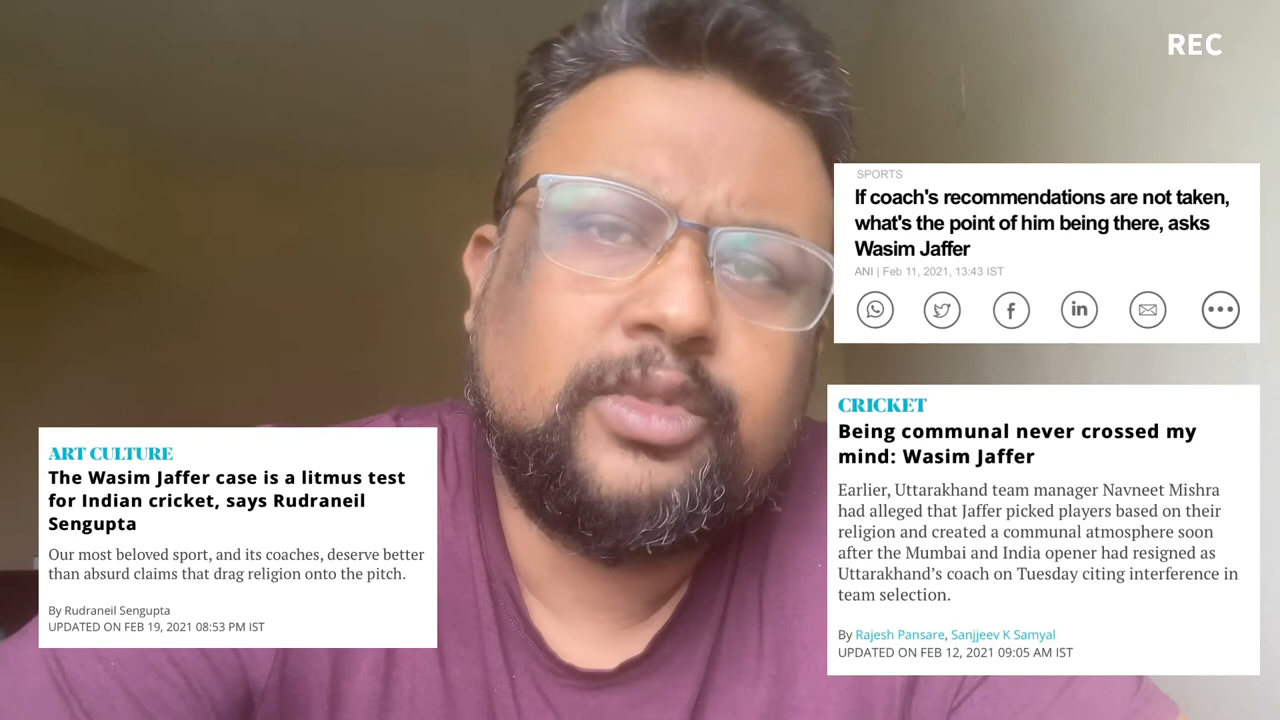 REC
SPORTS
If coach's recommendations are not taken,
what's the point of him being there, asks
Wasim Jaffer
ANI | Feb 11, 2021, 13:43 IST
in
CRICKET
Being communal never crossed my
mind: Wasim Jaffer
Earlier, Uttarakhand team manager Navneet Mishra
had alleged that Jaffer picked players based on their
religion and created a communal atmosphere soon
after the Mumbai and India opener had resigned as
Uttarakhand’s coach on Tuesday citing interference in
team selection.
By Rajesh Pansare, Sanjjeev K Samyal
UPDATED ON FEB 12, 2021 09:05 AM IST
ART CULTURE
The Wasim Jaffer case is a litmus test
for Indian cricket, says Rudraneil
Sengupta
Our most beloved sport, and its coaches, deserve better
than absurd claims that drag religion onto the pitch.
By Rudraneil Sengupta
UPDATED ON FEB 19, 2021 08:53 PM IST